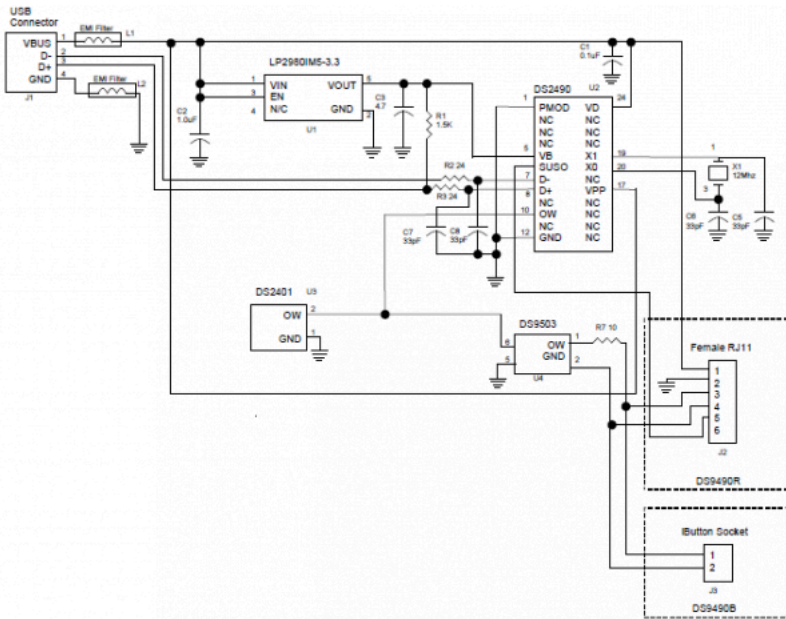 USB
Connector
EMI Filter L1
VBUS 1
D- 2
D+ 3
GND 4
J1
EMI Filter
L2
LP2980IM5-3.3
1 VIN VOUT 5
3 EN
4 N/C GND 2
U1
C2
1.0uF
C3
4.7
R1
1.5K
C1
0.1uF
DS2490
U2
1 PMOD VD 24
NC NC
NC NC
NC NC
5 VB X1 19
SUSO X0 20
7 D- NC
8 D+ VPP 17
NC NC
10 OW NC
NC NC
12 GND NC
R2 24
R3 24
1
X1
12Mhz
3
C6
33pF
C5
33pF
C7
33pF
C8
33pF
DS2401 U3
OW 2
GND 1
DS9503
6 OW 1
5 GND 2
U4
R7 10
Female RJ11
1
2
3
4
5
6
J2
DS9490R
IButton Socket
1
2
J3
DS9490B